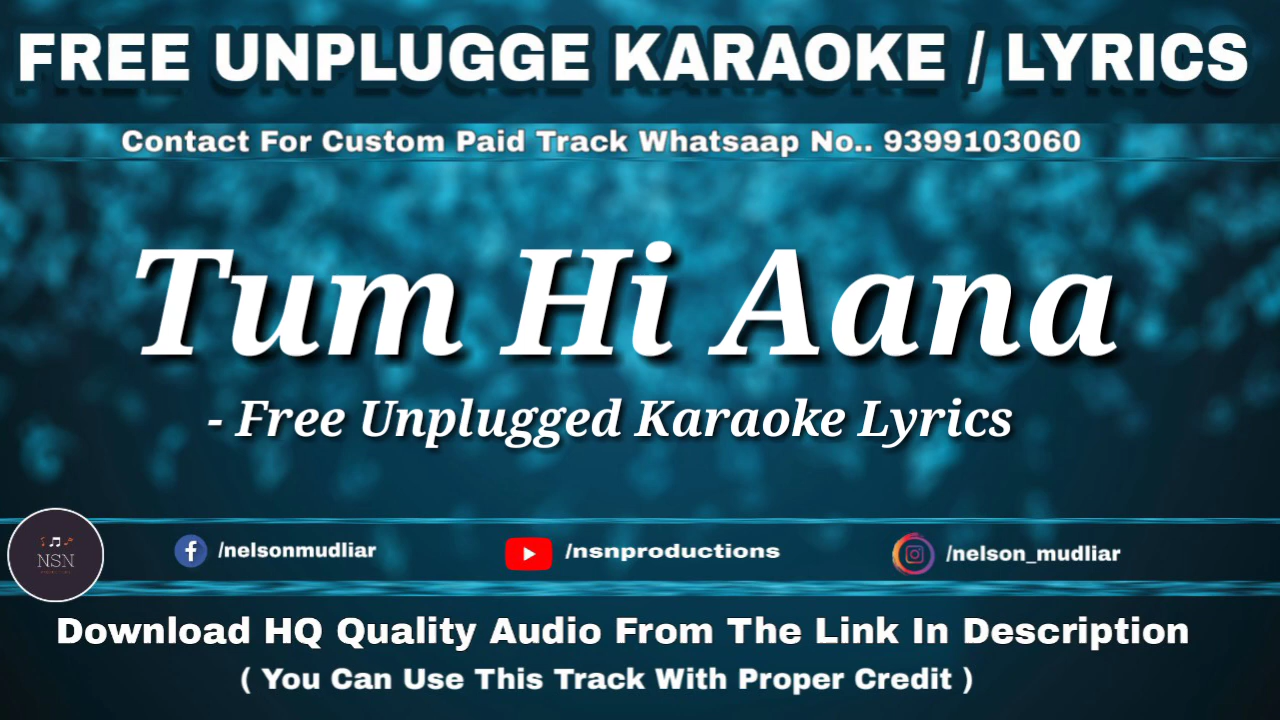 FREE UNPLUGGE KARAOKE / LYRICS
Contact For Custom Paid Track Whatsaap No.. 9399103060
Tum Hi Aana
- Free Unplugged Karaoke Lyrics
NSN
/nelsonmudliar
/nsnproductions
/nelson_mudliar
Download HQ Quality Audio From The Link In Description
( You Can Use This Track With Proper Credit )